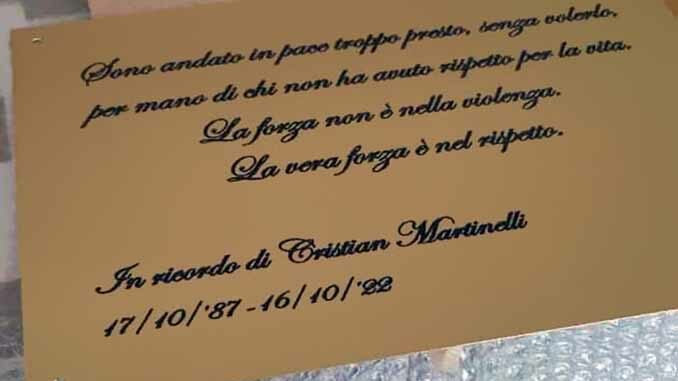 Sono andato in pace troppo presto, senza volerlo,
per mano di chi non ha avuto rispetto per la vita.
La forza non è nella violenza.
La vera forza è nel rispetto.
In ricordo di Cristian Martinelli
17/10/'87 - 16/10/'22